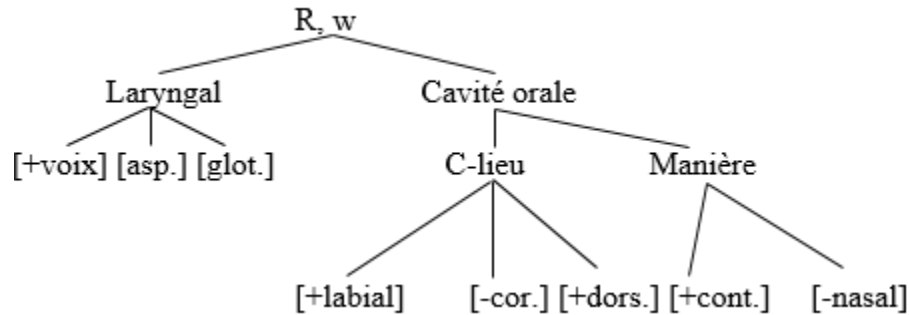 R, w
Laryngal Cavité orale
[+voix] [asp.] [glot.] C-lieu Manière
[+labial] [-cor.] [+dors.] [+cont.] [-nasal]